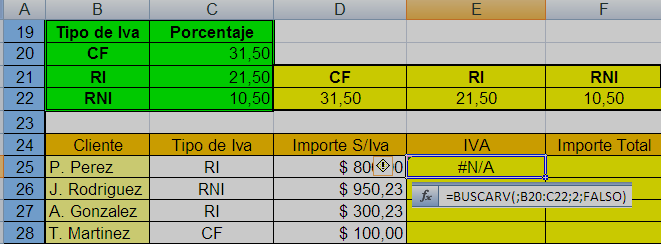 A B C D E F
19 Tipo de Iva Porcentaje
20 CF 31,50
21 RI 21,50 CF RI RNI
22 RNI 10,50 31,50 21,50 10,50
23
24 Cliente Tipo de Iva Importe S/Iva IVA Importe Total
25 P. Perez RI $ 80 0 #N/A
26 J. Rodriguez RNI $ 950,23
fx =BUSCARV(;B20:C22;2;FALSO)
27 A. Gonzalez RI $ 300,23
28 T. Martinez CF $ 100,00